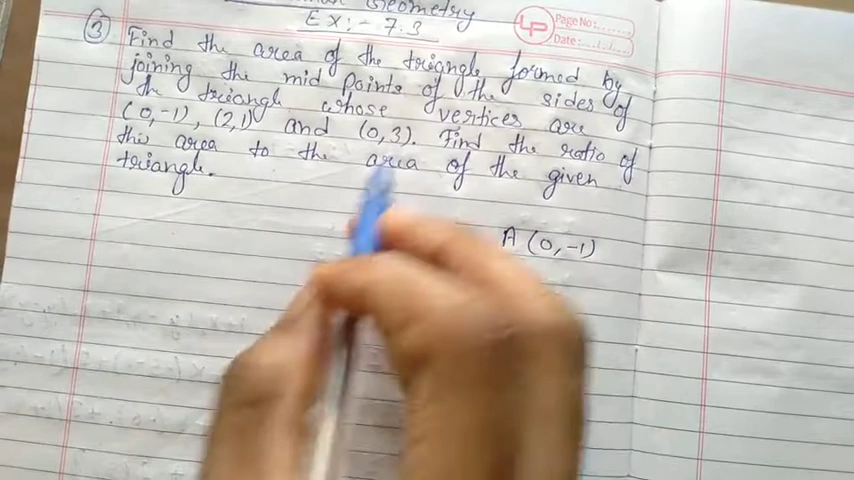 Geometry
EX:- 7.3
LP Page No:
Date:
③ Find the area of the triangle formed by
joining the mid points of the sides of
the triangle whose vertices are
(0,-1), (2,1) and (0,3). Find the ratio of
this area to the area of the given
triangle.
A (0,-1)